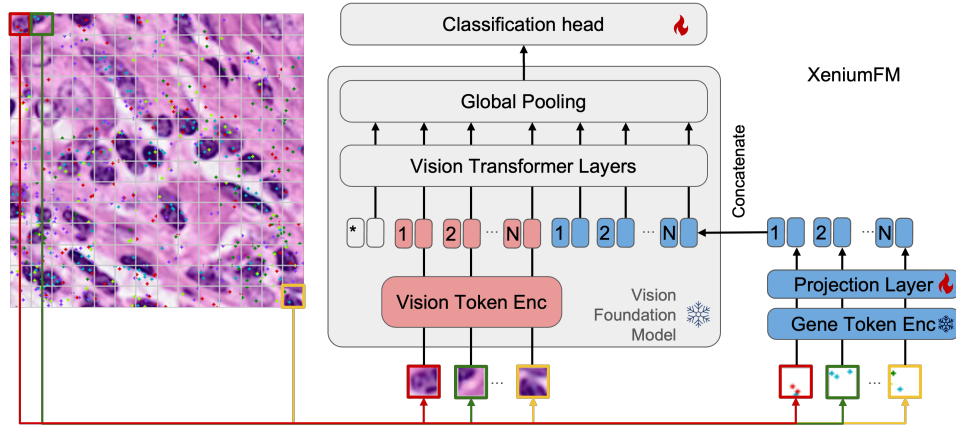 Classification head
XeniumFM
Global Pooling
Vision Transformer Layers
Concatenate
* 1 2 ... N 1 2 ... N
1 2 ... N
Vision Token Enc
Projection Layer
Vision
Foundation
Model
Gene Token Enc
...
...